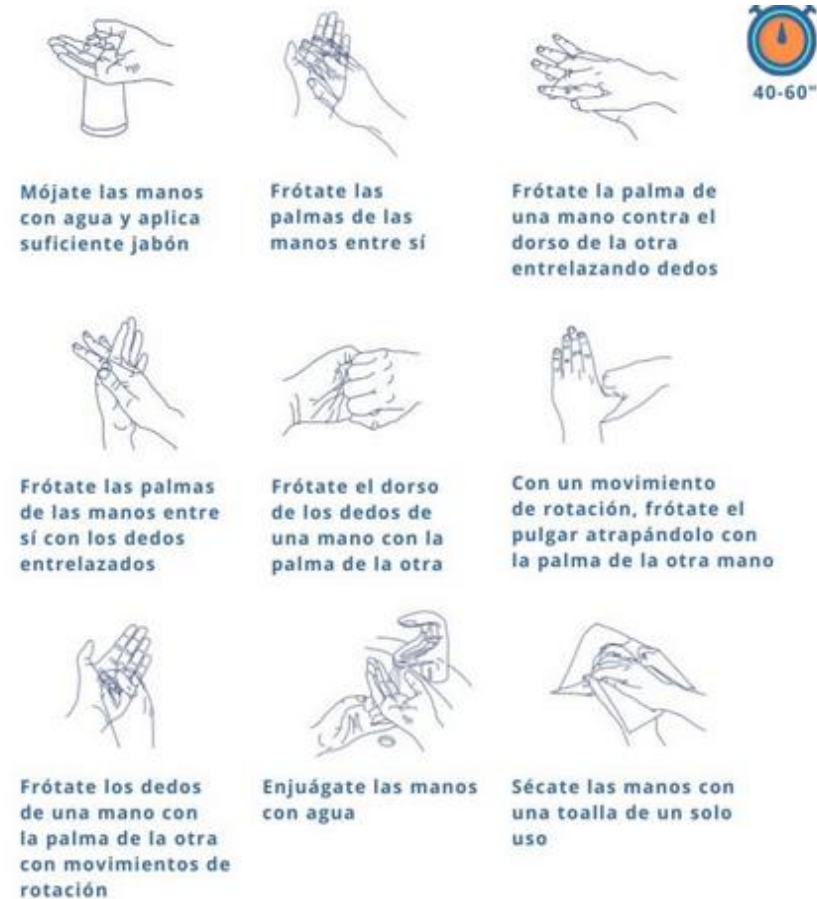 40-60"
Mójate las manos
con agua y aplica
suficiente jabón
Frótate las
palmas de las
manos entre sí
Frótate la palma de
una mano contra el
dorso de la otra
entrelazando dedos
Frótate las palmas
de las manos entre
sí con los dedos
entrelazados
Frótate el dorso
de los dedos de
una mano con la
palma de la otra
Con un movimiento
de rotación, frótate el
pulgar atrapándolo con
la palma de la otra mano
Frótate los dedos
de una mano con
la palma de la otra
con movimientos de
rotación
Enjuágate las manos
con agua
Sécate las manos con
una toalla de un solo
uso